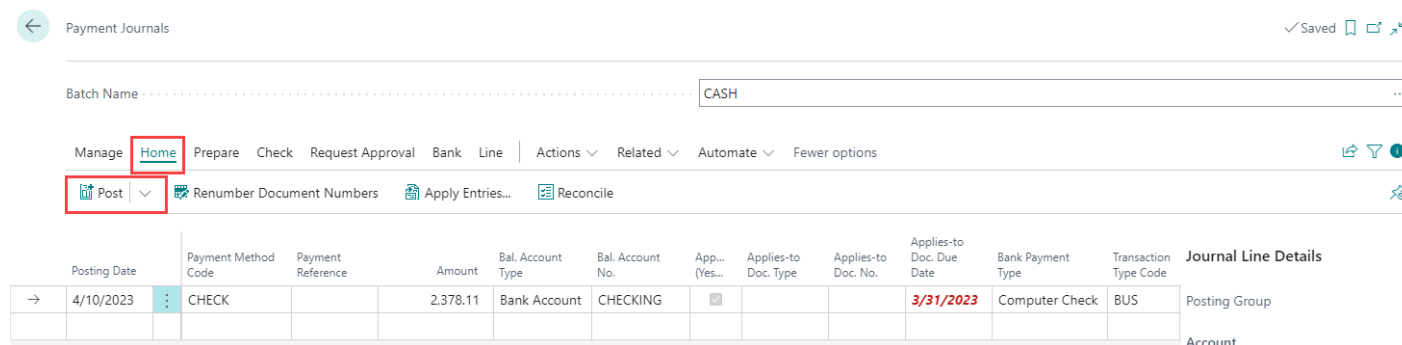 Payment Journals
Saved
Batch Name
CASH
Manage Home Prepare Check Request Approval Bank Line Actions Related Automate Fewer options
Post Renumber Document Numbers Apply Entries... Reconcile
Posting Date Payment Method Code Payment Reference Amount Bal. Account Type Bal. Account No. App... (Yes... Applies-to Doc. Type Applies-to Doc. No. Applies-to Doc. Due Date Bank Payment Type Transaction Type Code
Journal Line Details
4/10/2023 CHECK 2,378.11 Bank Account CHECKING 3/31/2023 Computer Check BUS
Posting Group
Account